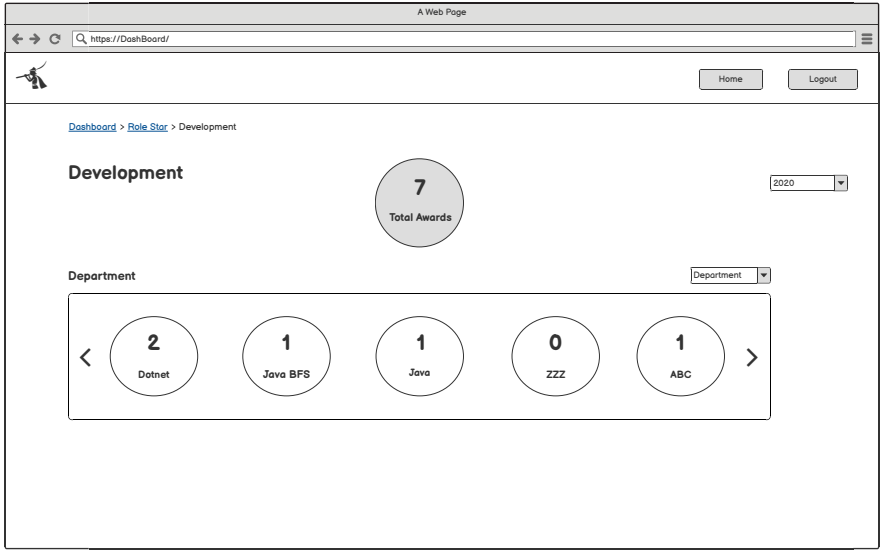 A Web Page
https://DashBoard/
Home
Logout
Dashboard > Role Star > Development
Development
7
Total Awards
2020
Department
Department
2
Dotnet
1
Java BFS
1
Java
0
ZZZ
1
ABC